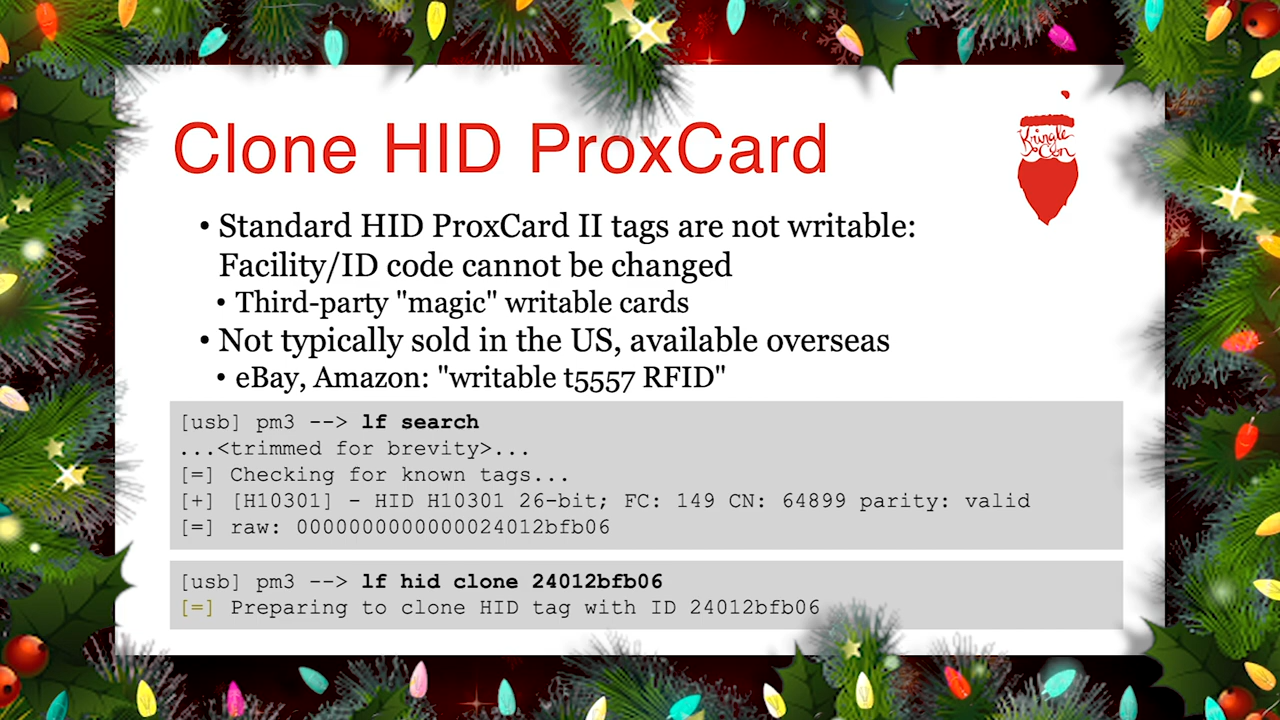 Clone HID ProxCard
Kringle
Con
• Standard HID ProxCard II tags are not writable:
Facility/ID code cannot be changed
• Third-party "magic" writable cards
• Not typically sold in the US, available overseas
• eBay, Amazon: "writable t5557 RFID"
[usb] pm3 --> lf search
...<trimmed for brevity>...
[=] Checking for known tags...
[+] [H10301] - HID H10301 26-bit; FC: 149 CN: 64899 parity: valid
[=] raw: 0000000000000024012bfb06
[usb] pm3 --> lf hid clone 24012bfb06
[=] Preparing to clone HID tag with ID 24012bfb06